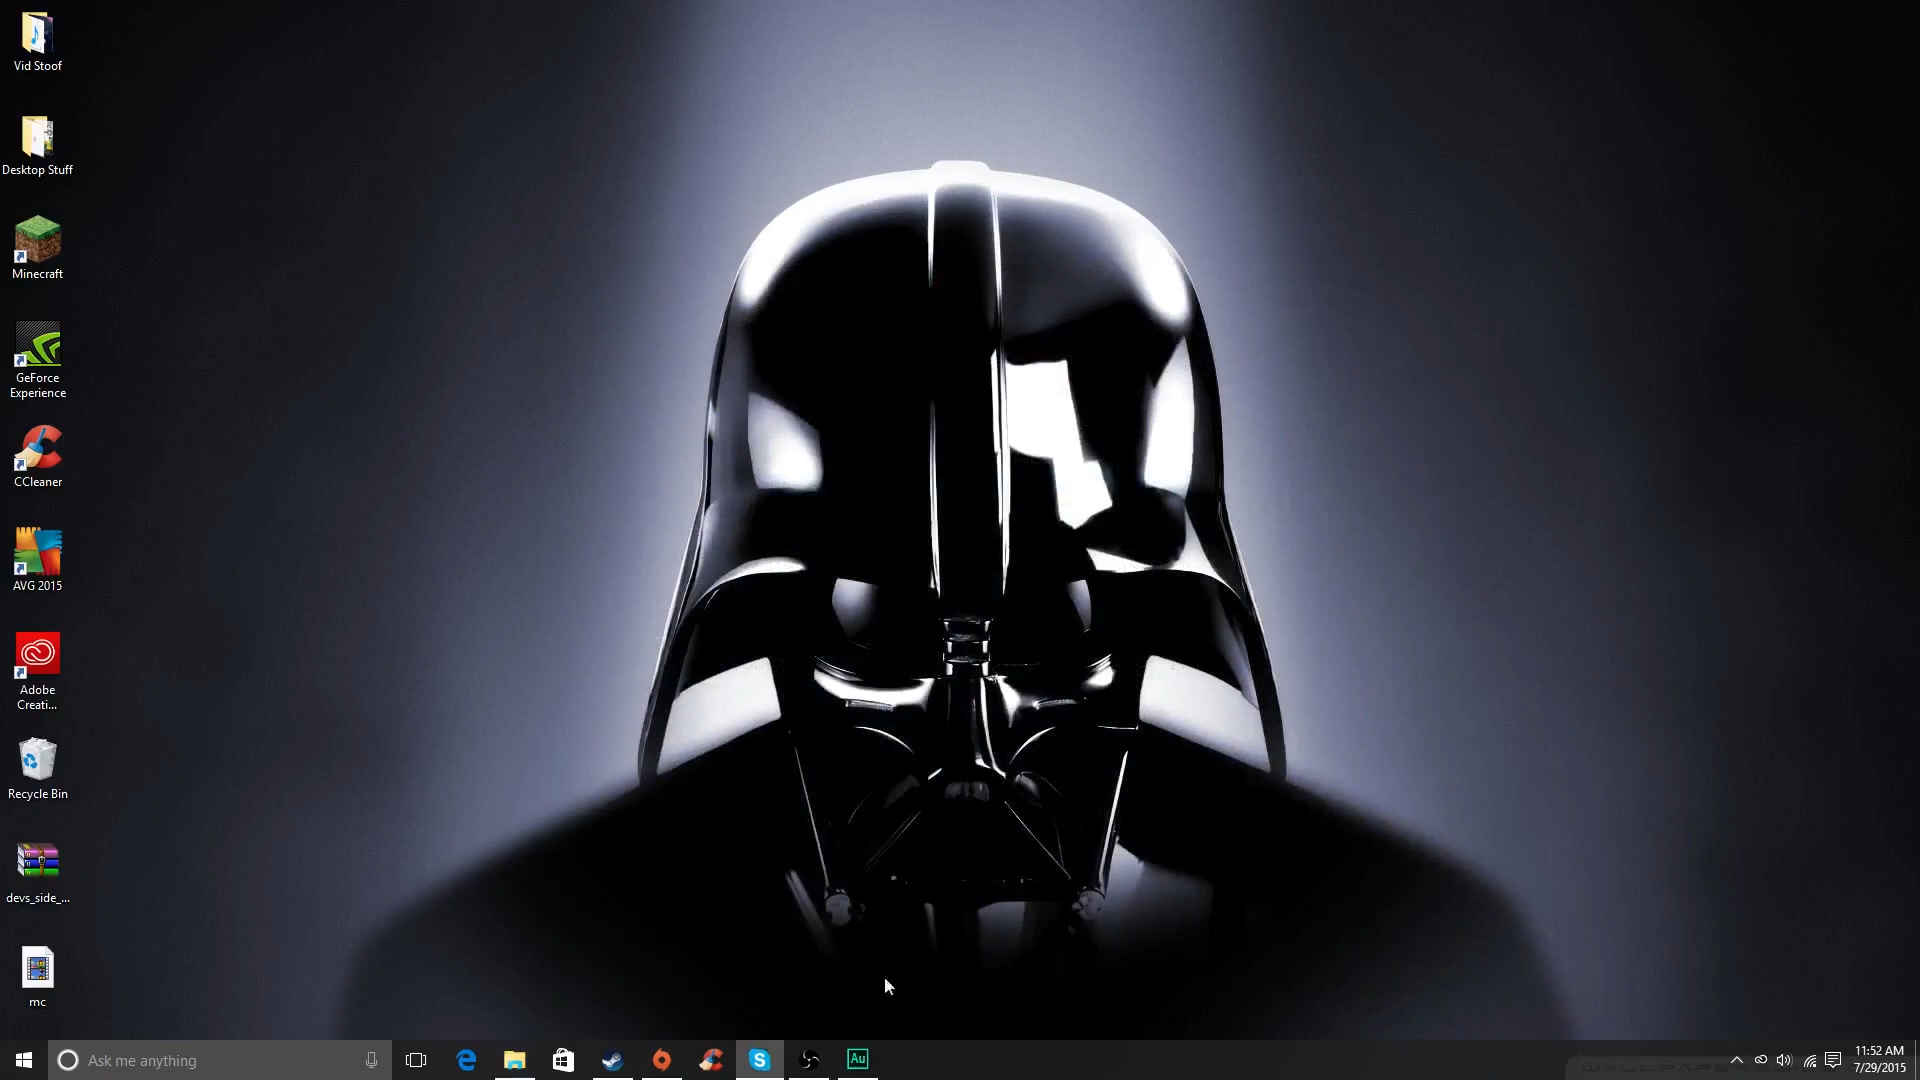 Vid Stoof
Desktop Stuff
Minecraft
GeForce
Experience
CCleaner
AVG 2015
Adobe
Creati...
Recycle Bin
devs_side_...
mc
Ask me anything
Au
11:52 AM
7/29/2015